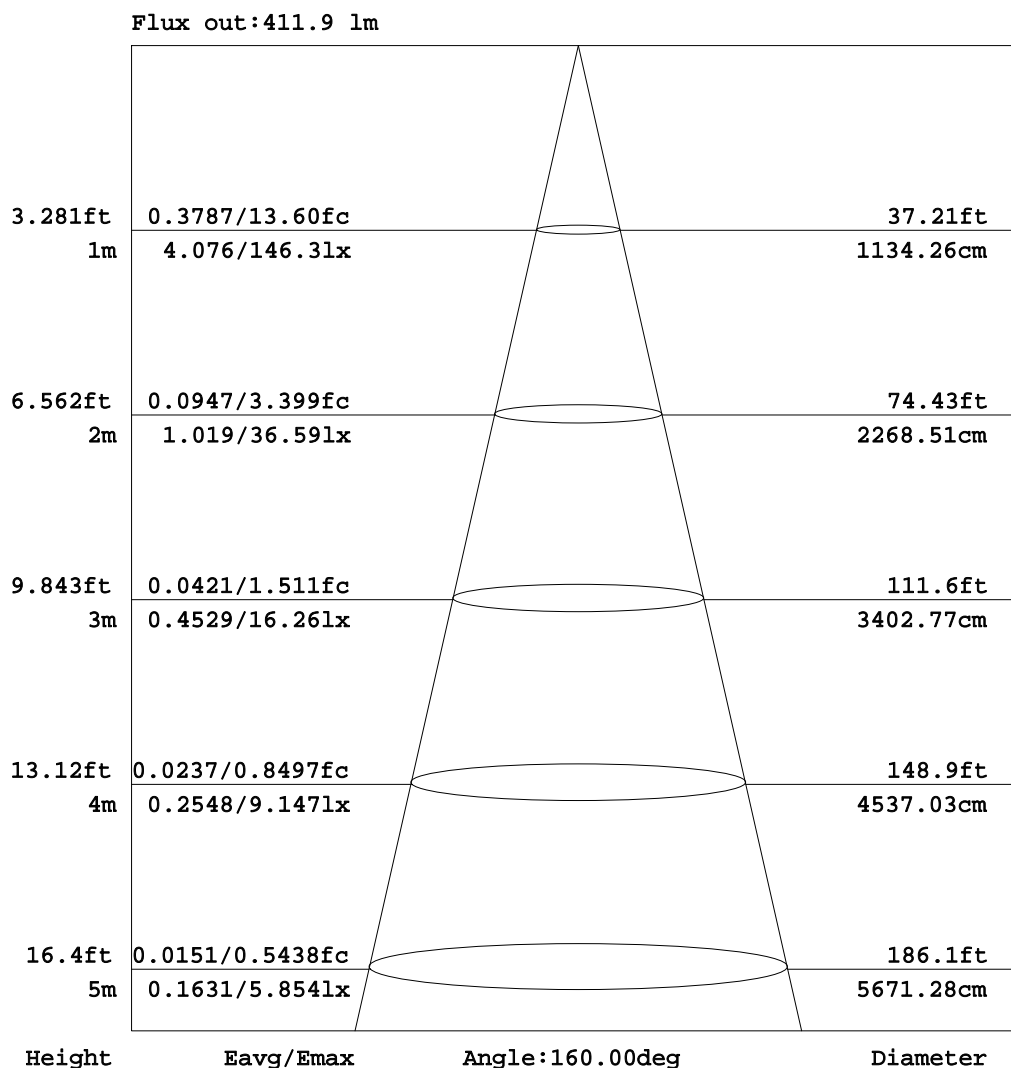 Flux out:411.9 lm
3.281ft 0.3787/13.60fc 37.21ft
1m 4.076/146.3lx 1134.26cm
6.562ft 0.0947/3.399fc 74.43ft
2m 1.019/36.59lx 2268.51cm
9.843ft 0.0421/1.511fc 111.6ft
3m 0.4529/16.26lx 3402.77cm
13.12ft 0.0237/0.8497fc 148.9ft
4m 0.2548/9.147lx 4537.03cm
16.4ft 0.0151/0.5438fc 186.1ft
5m 0.1631/5.854lx 5671.28cm
Height Eavg/Emax Angle:160.00deg Diameter